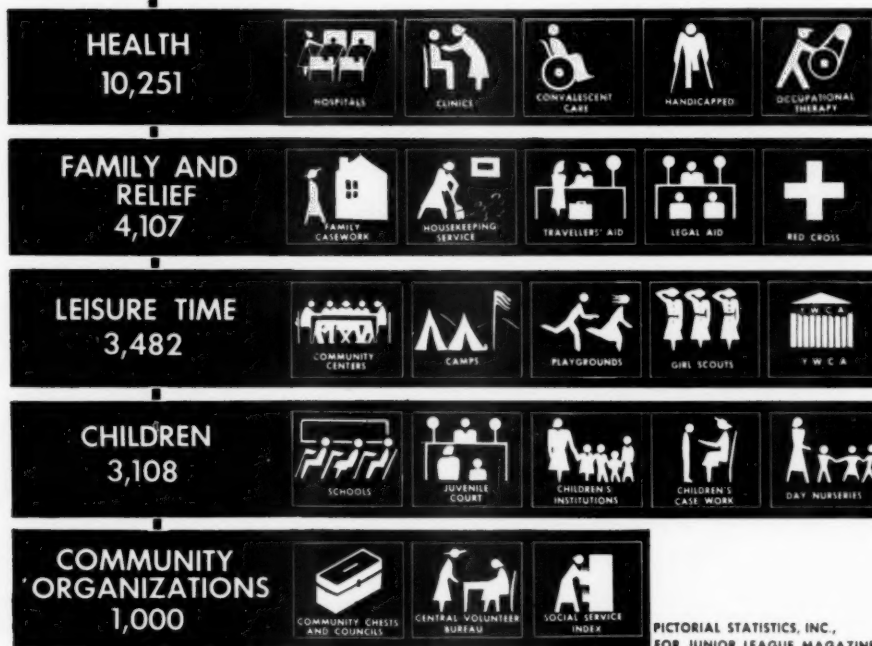 HEALTH
10,251
HOSPITALS
CLINICS
CONVALESCENT
CARE
HANDICAPPED
OCCUPATIONAL
THERAPY
FAMILY AND
RELIEF
4,107
FAMILY
CASEWORK
HOUSEKEEPING
SERVICE
TRAVELLERS' AID
LEGAL AID
RED CROSS
LEISURE TIME
3,482
COMMUNITY
CENTERS
CAMPS
PLAYGROUNDS
GIRL SCOUTS
Y W C A
Y W C A
CHILDREN
3,108
SCHOOLS
JUVENILE
COURT
CHILDREN'S
INSTITUTIONS
CHILDREN'S
CASE WORK
DAY NURSERIES
COMMUNITY
ORGANIZATIONS
1,000
COMMUNITY CHESTS
AND COUNCILS
CENTRAL VOLUNTEER
BUREAU
SOCIAL SERVICE
INDEX
PICTORIAL STATISTICS, INC.,
FOR JUNIOR LEAGUE MAGAZINE